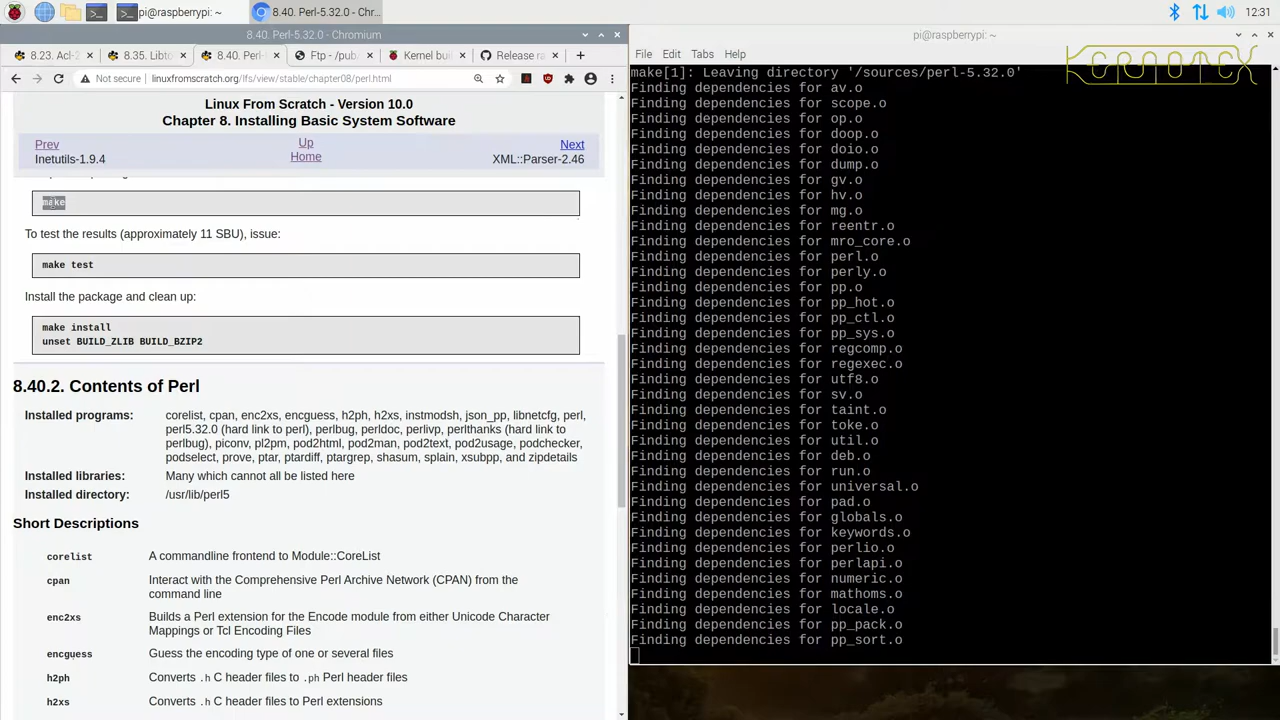 pi@raspberrypi: ~
8.40. Perl-5.32.0 - Chr...
12:31
8.40. Perl-5.32.0 - Chromium
8.23. Acl-2
8.35. Libto
8.40. Perl-
Ftp - /pub/
Kernel buil
Release ra
Not secure | linuxfromscratch.org/lfs/view/stable/chapter08/perl.html
Linux From Scratch - Version 10.0
Chapter 8. Installing Basic System Software
Prev
Up
Next
Inetutils-1.9.4
Home
XML::Parser-2.46
make
To test the results (approximately 11 SBU), issue:
make test
Install the package and clean up:
make install
unset BUILD_ZLIB BUILD_BZIP2
8.40.2. Contents of Perl
Installed programs: corelist, cpan, enc2xs, encguess, h2ph, h2xs, instmodsh, json_pp, libnetcfg, perl,
perl5.32.0 (hard link to perl), perlbug, perldoc, perlivp, perlthanks (hard link to
perlbug), piconv, pl2pm, pod2html, pod2man, pod2text, pod2usage, podchecker,
podselect, prove, ptar, ptardiff, ptargrep, shasum, splain, xsubpp, and zipdetails
Installed libraries: Many which cannot all be listed here
Installed directory: /usr/lib/perl5
Short Descriptions
corelist A commandline frontend to Module::CoreList
cpan Interact with the Comprehensive Perl Archive Network (CPAN) from the
command line
enc2xs Builds a Perl extension for the Encode module from either Unicode Character
Mappings or Tcl Encoding Files
encguess Guess the encoding type of one or several files
h2ph Converts .h C header files to .ph Perl header files
h2xs Converts .h C header files to Perl extensions
pi@raspberrypi: ~
File Edit Tabs Help
make[1]: Leaving directory '/sources/perl-5.32.0'
Finding dependencies for av.o
Finding dependencies for scope.o
Finding dependencies for op.o
Finding dependencies for doop.o
Finding dependencies for doio.o
Finding dependencies for dump.o
Finding dependencies for gv.o
Finding dependencies for hv.o
Finding dependencies for mg.o
Finding dependencies for reentr.o
Finding dependencies for mro_core.o
Finding dependencies for perl.o
Finding dependencies for perly.o
Finding dependencies for pp.o
Finding dependencies for pp_hot.o
Finding dependencies for pp_ctl.o
Finding dependencies for pp_sys.o
Finding dependencies for regcomp.o
Finding dependencies for regexec.o
Finding dependencies for utf8.o
Finding dependencies for sv.o
Finding dependencies for taint.o
Finding dependencies for toke.o
Finding dependencies for util.o
Finding dependencies for deb.o
Finding dependencies for run.o
Finding dependencies for universal.o
Finding dependencies for pad.o
Finding dependencies for globals.o
Finding dependencies for keywords.o
Finding dependencies for perlio.o
Finding dependencies for perlapi.o
Finding dependencies for numeric.o
Finding dependencies for mathoms.o
Finding dependencies for locale.o
Finding dependencies for pp_pack.o
Finding dependencies for pp_sort.o